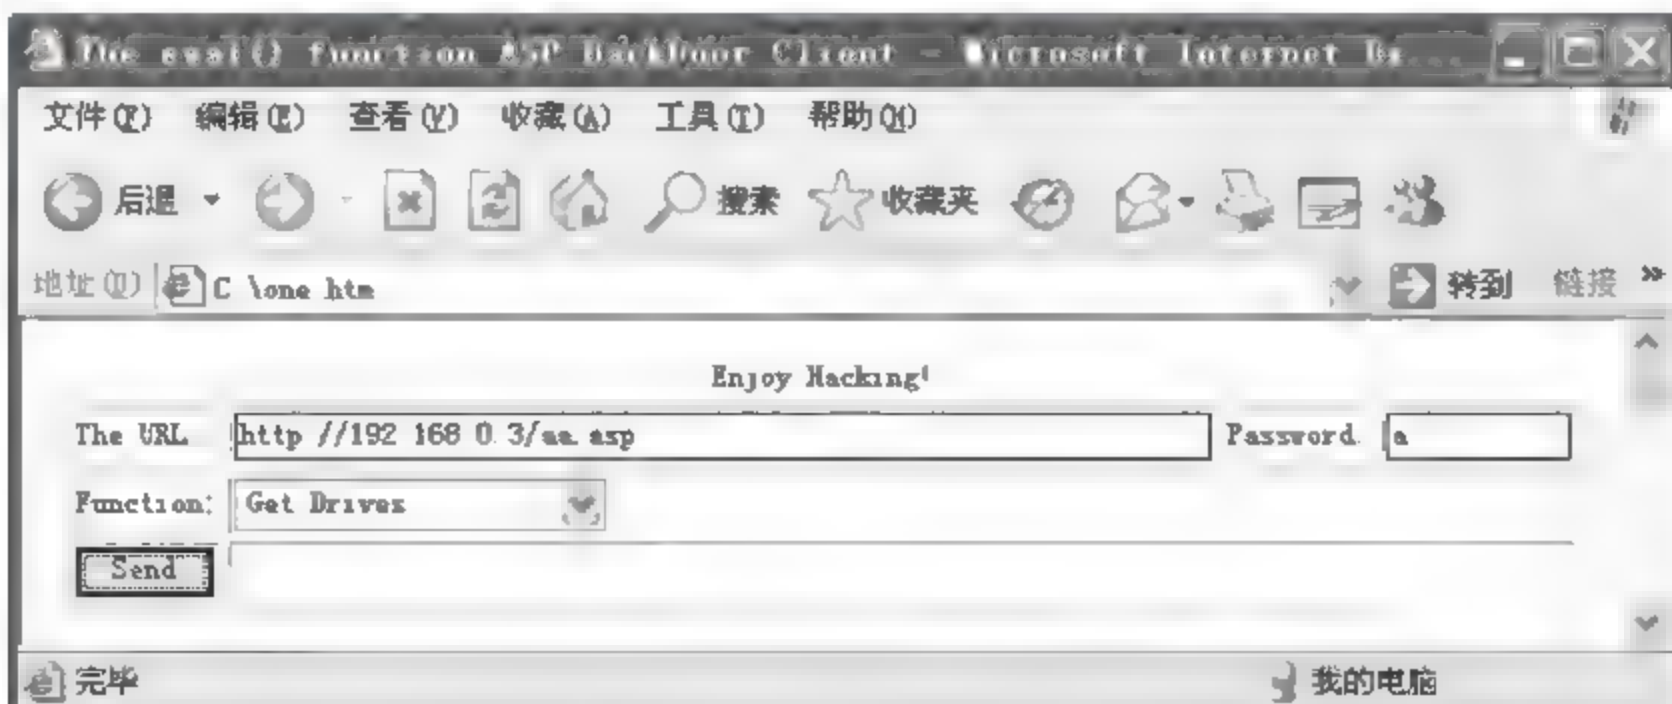 The eval() function ASP BackDoor Client - Microsoft Internet
文件(F) 编辑(E) 查看(V) 收藏(A) 工具(T) 帮助(H)
后退 搜索 收藏夹
地址(D) C \one htm 转到 链接 »
Enjoy Hacking!
The URL http //192 168 0.3/aa.asp Password. a
Function: Get Drives
Send
完毕 我的电脑